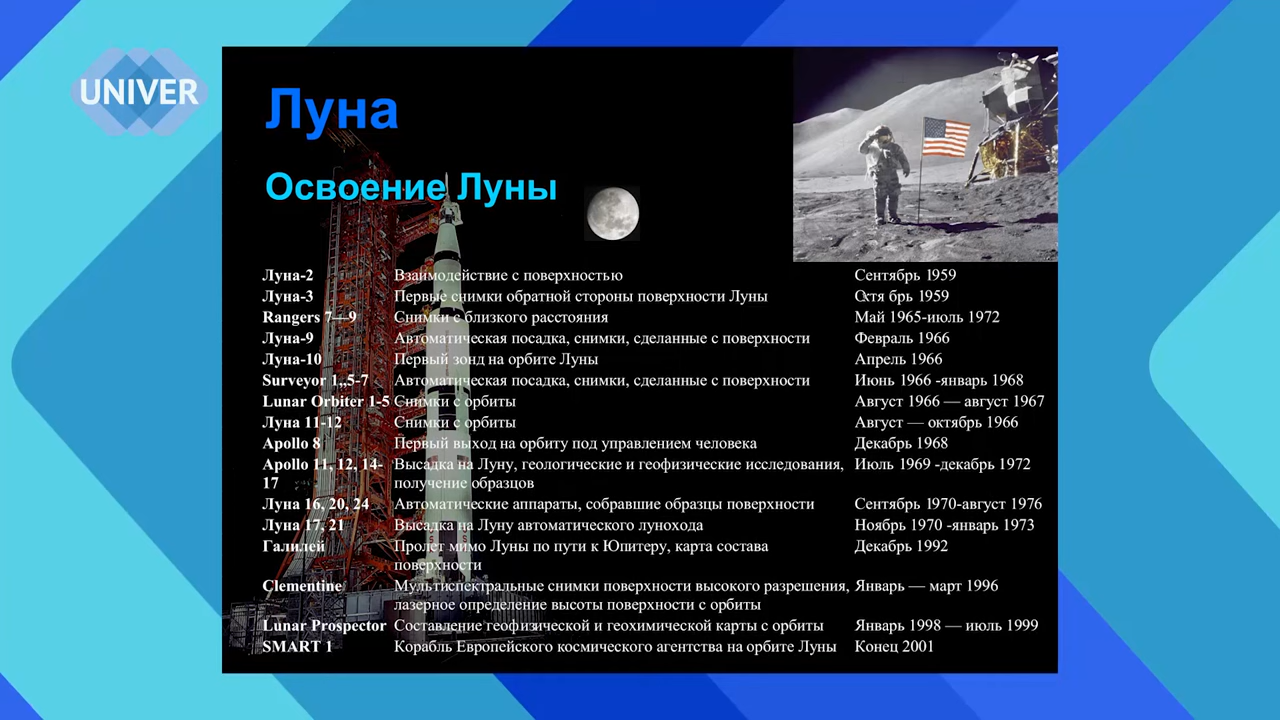 UNIVER
Луна
Освоение Луны
Луна-2 Взаимодействие с поверхностью Сентябрь 1959
Луна-3 Первые снимки обратной стороны поверхности Луны Октя брь 1959
Rangers 7—9 Снимки с близкого расстояния Май 1965-июль 1972
Луна-9 Автоматическая посадка, снимки, сделанные с поверхности Февраль 1966
Луна-10 Первый зонд на орбите Луны Апрель 1966
Surveyor 1,,5-7 Автоматическая посадка, снимки, сделанные с поверхности Июнь 1966 -январь 1968
Lunar Orbiter 1-5 Снимки с орбиты Август 1966 — август 1967
Луна 11-12 Снимки с орбиты Август — октябрь 1966
Apollo 8 Первый выход на орбиту под управлением человека Декабрь 1968
Apollo 11, 12, 14- Высадка на Луну, геологические и геофизические исследования, Июль 1969 -декабрь 1972
17 получение образцов
Луна 16, 20, 24 Автоматические аппараты, собравшие образцы поверхности Сентябрь 1970-август 1976
Луна 17, 21 Высадка на Луну автоматического лунохода Ноябрь 1970 -январь 1973
Галилей Пролет мимо Луны по пути к Юпитеру, карта состава Декабрь 1992
поверхности
Clementine Мультиспектральные снимки поверхности высокого разрешения, Январь — март 1996
лазерное определение высоты поверхности с орбиты
Lunar Prospector Составление геофизической и геохимической карты с орбиты Январь 1998 — июль 1999
SMART 1 Корабль Европейского космического агентства на орбите Луны Конец 2001